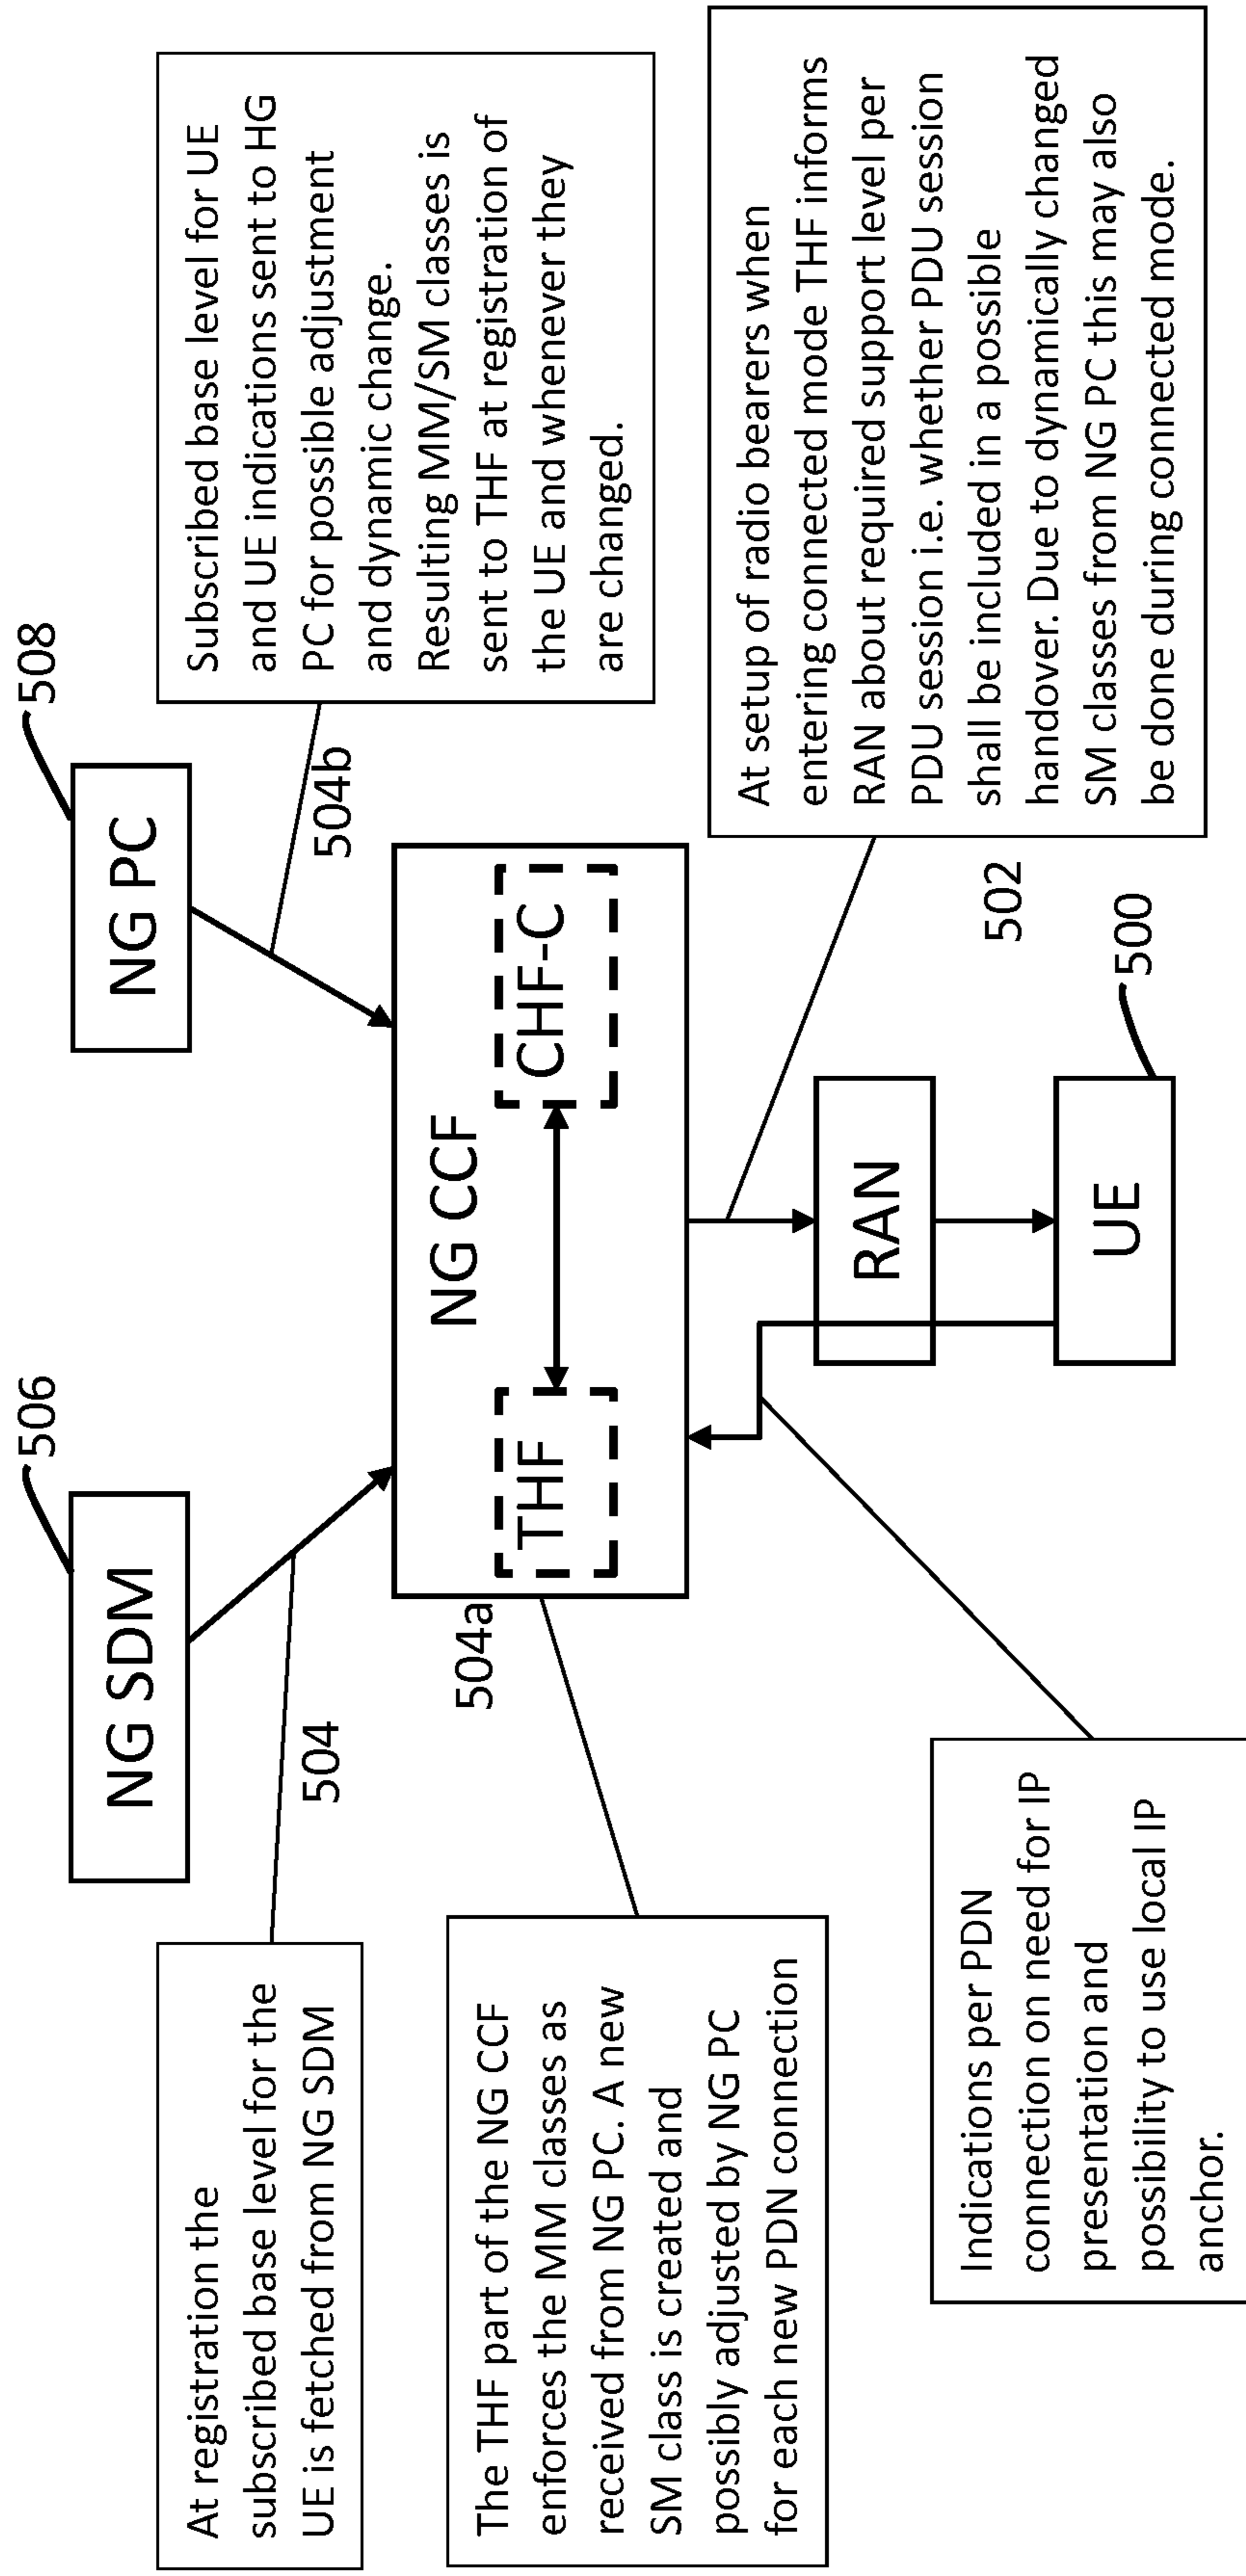 506
NG SDM
508
NG PC
At registration the
subscribed base level for the
UE is fetched from NG SDM
504
Subscribed base level for UE
and UE indications sent to HG
PC for possible adjustment
and dynamic change.
Resulting MM/SM classes is
sent to THF at registration of
the UE and whenever they
are changed.
504b
504a
NG CCF
THF
CHF-C
The THF part of the NG CCF
enforces the MM classes as
received from NG PC. A new
SM class is created and
possibly adjusted by NG PC
for each new PDN connection
At setup of radio bearers when
entering connected mode THF informs
RAN about required support level per
PDU session i.e. whether PDU session
shall be included in a possible
handover. Due to dynamically changed
SM classes from NG PC this may also
be done during connected mode.
502
RAN
500
UE
Indications per PDN
connection on need for IP
presentation and
possibility to use local IP
anchor.